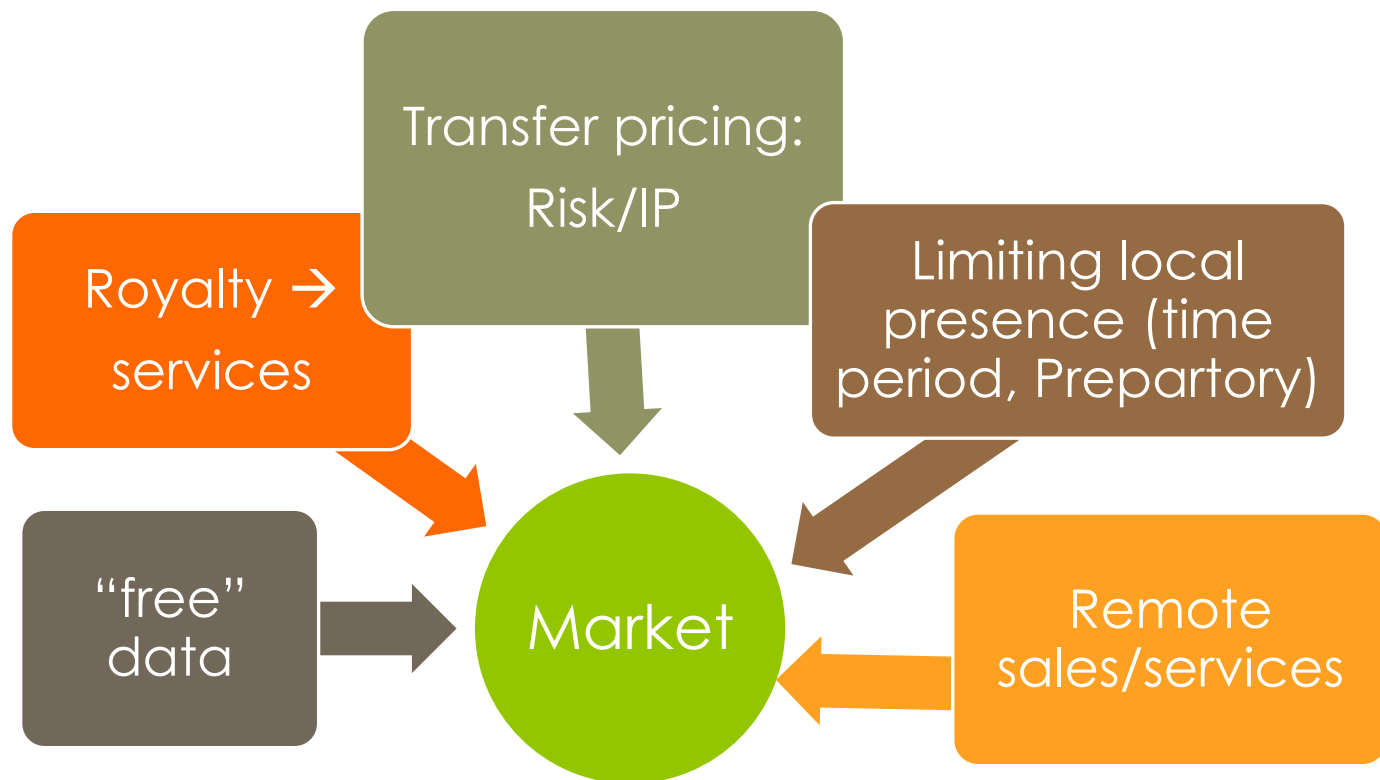 Transfer pricing:
Risk/IP
Royalty →
services
Limiting local
presence (time
period, Prepartory)
“free”
data
Market
Remote
sales/services